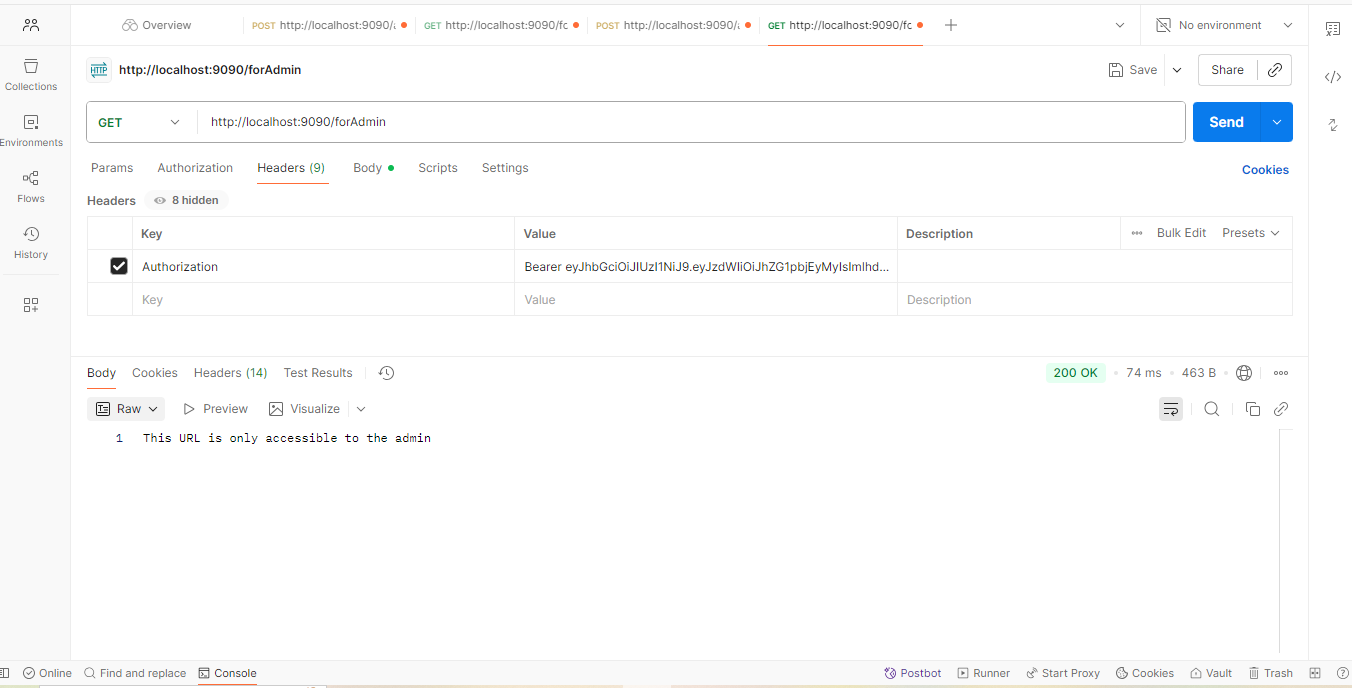 Overview
POST http://localhost:9090/a
GET http://localhost:9090/fo
POST http://localhost:9090/a
GET http://localhost:9090/fo
No environment
Collections
Environments
Flows
History
HTTP http://localhost:9090/forAdmin
Save
Share
GET http://localhost:9090/forAdmin
Send
Params Authorization Headers (9) Body Scripts Settings
Cookies
Headers 8 hidden
Key Value Description ••• Bulk Edit Presets
Authorization Bearer eyJhbGciOiJIUzI1NiJ9.eyJzdWIiOiJhZG1pbjEyMyIsImlhd...
Key Value Description
Body Cookies Headers (14) Test Results
200 OK • 74 ms • 463 B •
Raw Preview Visualize
1 This URL is only accessible to the admin
Online Find and replace Console
Postbot Runner Start Proxy Cookies Vault Trash